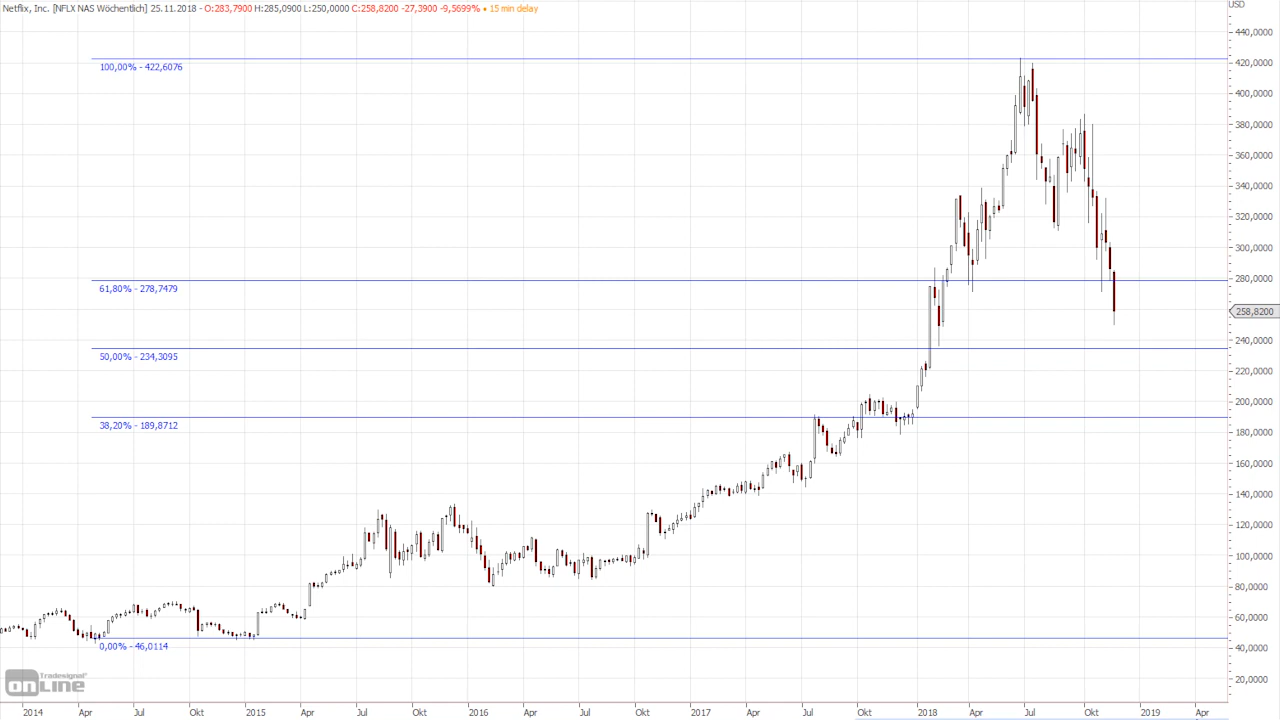 Netflix, Inc. [NFLX NAS Wöchentlich] 25.11.2018 - O:283,7900 H:285,0900 L:250,0000 C:258,8200 -27,3900 -9,5699% • 15 min delay
USD
440,0000
420,0000
400,0000
380,0000
360,0000
340,0000
320,0000
300,0000
280,0000
258,8200
240,0000
220,0000
200,0000
180,0000
160,0000
140,0000
120,0000
100,0000
80,0000
60,0000
40,0000
20,0000
100,00% - 422,6076
61,80% - 278,7479
50,00% - 234,3095
38,20% - 189,8712
0,00% - 46,0114
Tradesignal®
onLine
2014 Apr Jul Okt 2015 Apr Jul Okt 2016 Apr Jul Okt 2017 Apr Jul Okt 2018 Apr Jul Okt 2019 Apr